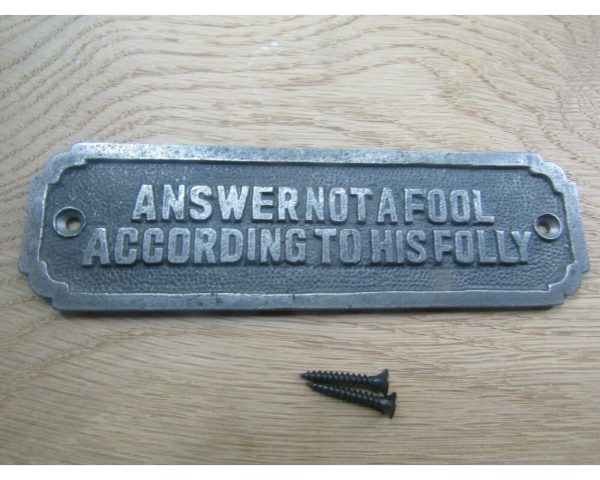 ANSWER NOT A FOOL
ACCORDING TO HIS FOLLY